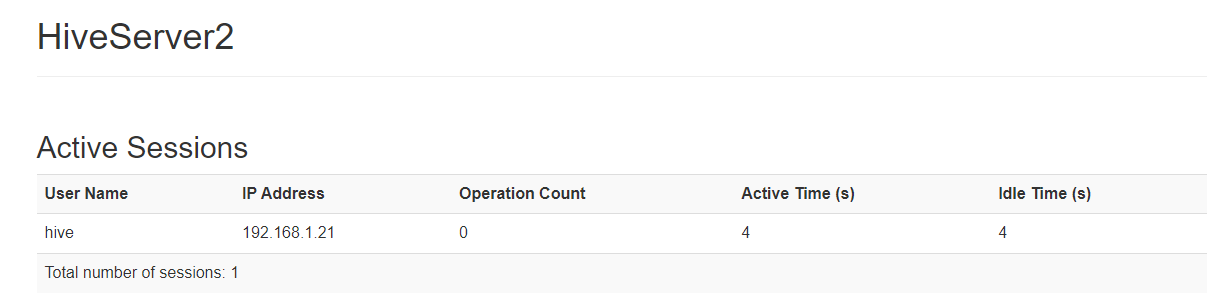 HiveServer2
Active Sessions
User Name IP Address Operation Count Active Time (s) Idle Time (s)
hive 192.168.1.21 0 4 4
Total number of sessions: 1